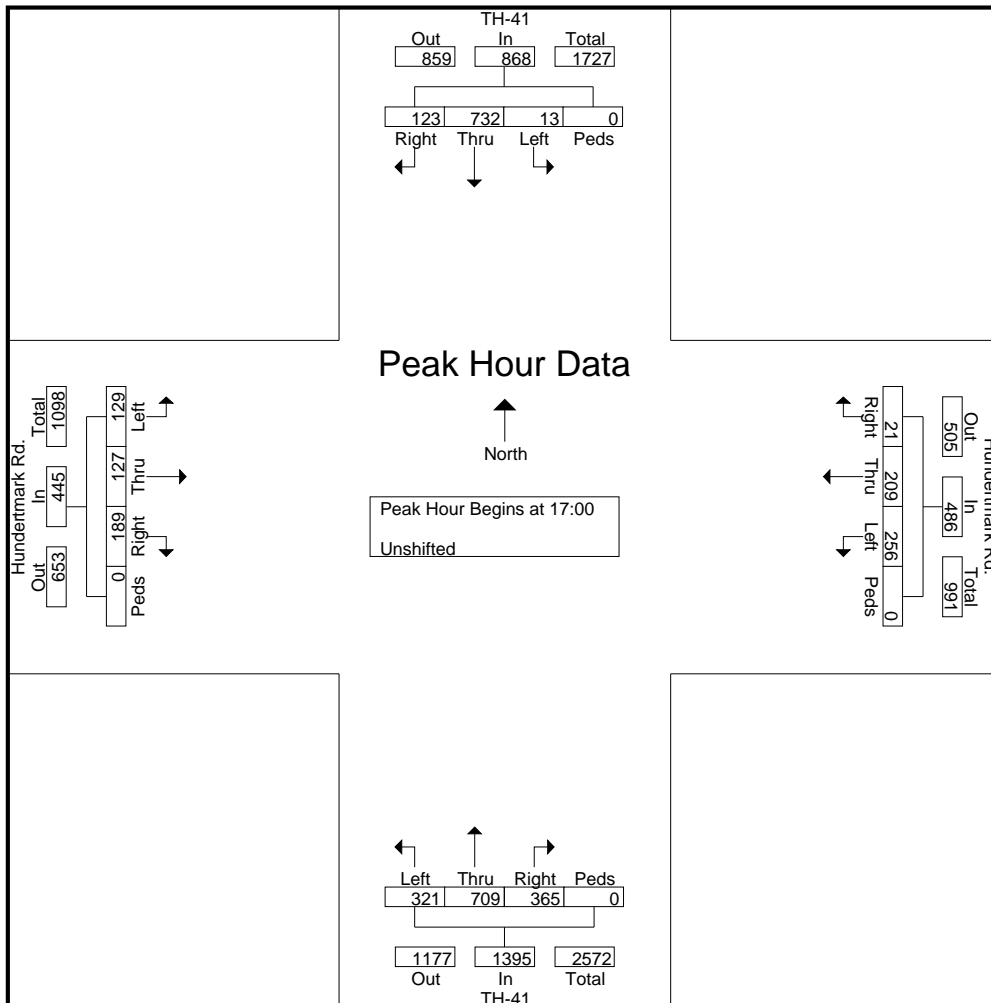 TH-41
Out In Total
859 868 1727
123 732 13 0
Right Thru Left Peds
Peak Hour Data
North
Peak Hour Begins at 17:00
Unshifted
Hundertmark Rd.
Total In Out
1098 445 653
129 127 189 0
Left Thru Right Peds
Right Thru Left Peds
21 209 256 0
505 486 991
Out In Total
Hundertmark Rd.
Left Thru Right Peds
321 709 365 0
1177 1395 2572
Out In Total
TH-41